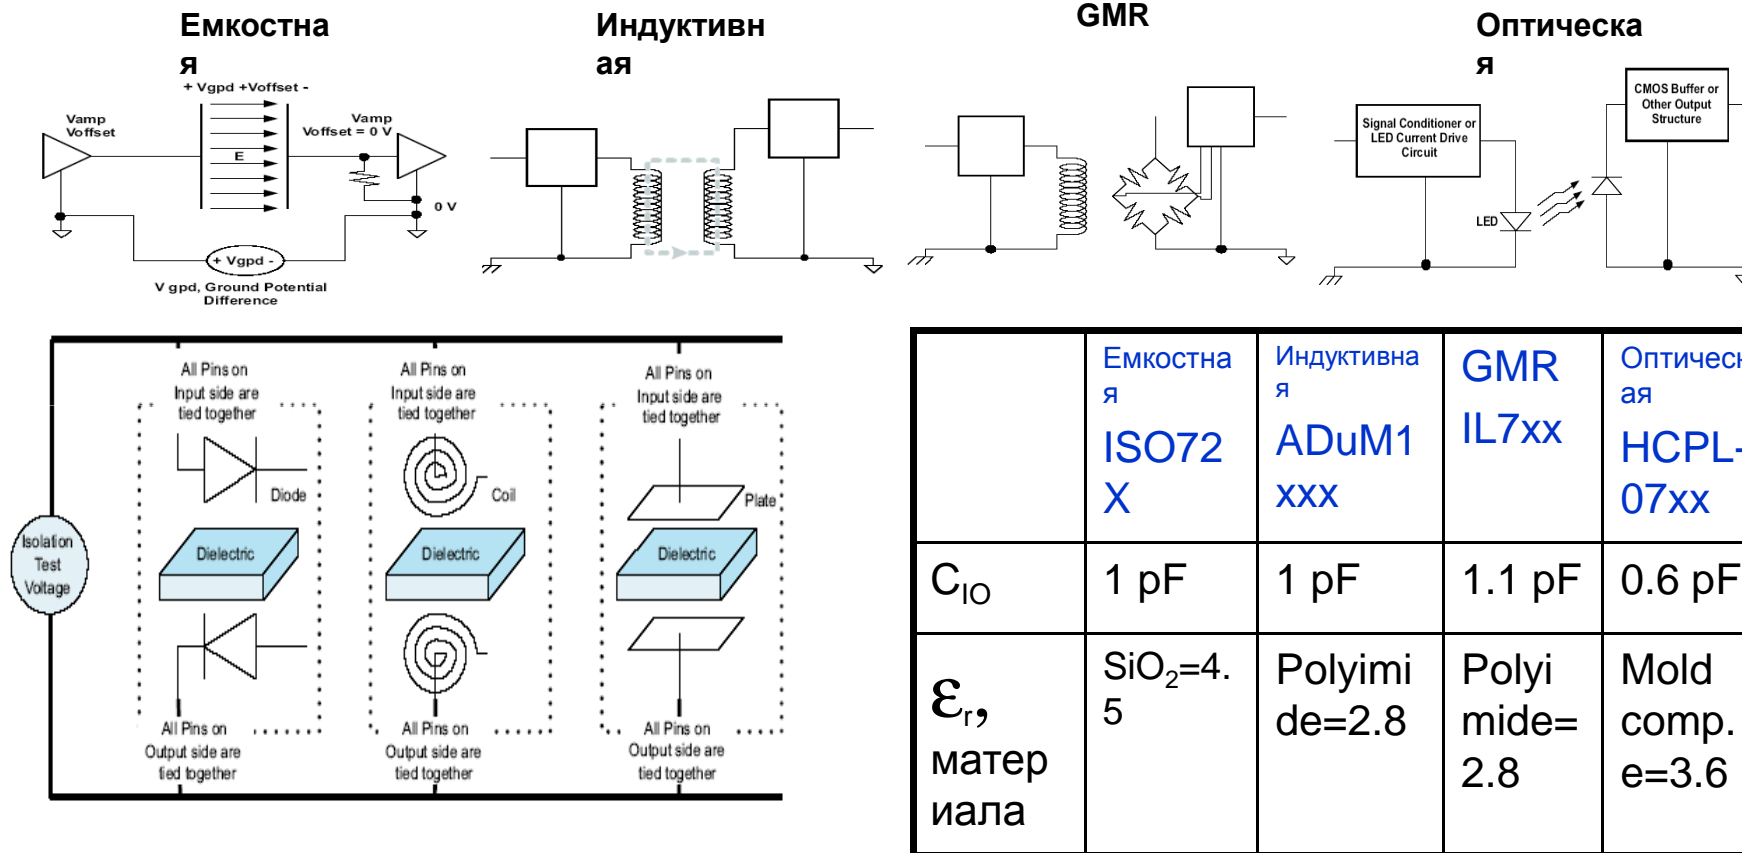 Емкостна
я
Индуктивн
ая
GMR
Оптическа
я
+ Vgpd +Voffset -
Vamp
Voffset
E
Vamp
Voffset = 0 V
0 V
+ Vgpd -
V gpd, Ground Potential
Difference
Signal Conditioner or
LED Current Drive
Circuit
LED
CMOS Buffer or
Other Output
Structure
All Pins on
Input side are
tied together
Diode
Dielectric
All Pins on
Output side are
tied together
All Pins on
Input side are
tied together
Coil
Dielectric
All Pins on
Output side are
tied together
All Pins on
Input side are
tied together
Plate
Dielectric
All Pins on
Output side are
tied together
Isolation
Test
Voltage
Емкостна
я
ISO72
X
Индуктивна
я
ADuM1
xxx
GMR
IL7xx
Оптическ
ая
HCPL-
07xx
C_IO
1 pF
1 pF
1.1 pF
0.6 pF
ε_r,
матер
иала
SiO₂=4.
5
Polyimi
de=2.8
Polyi
mide=
2.8
Mold
comp.
e=3.6